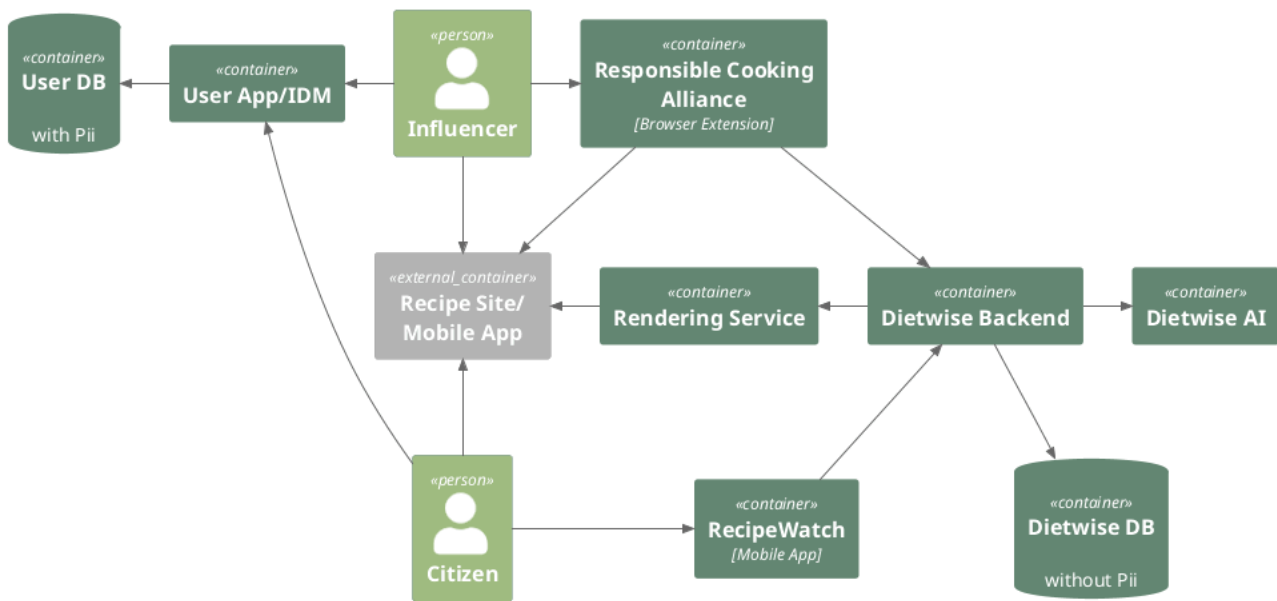 «container»
User DB
with Pii
«container»
User App/IDM
«person»
Influencer
«container»
Responsible Cooking
Alliance
[Browser Extension]
«external_container»
Recipe Site/
Mobile App
«container»
Rendering Service
«container»
Dietwise Backend
«container»
Dietwise AI
«person»
Citizen
«container»
RecipeWatch
[Mobile App]
«container»
Dietwise DB
without Pii